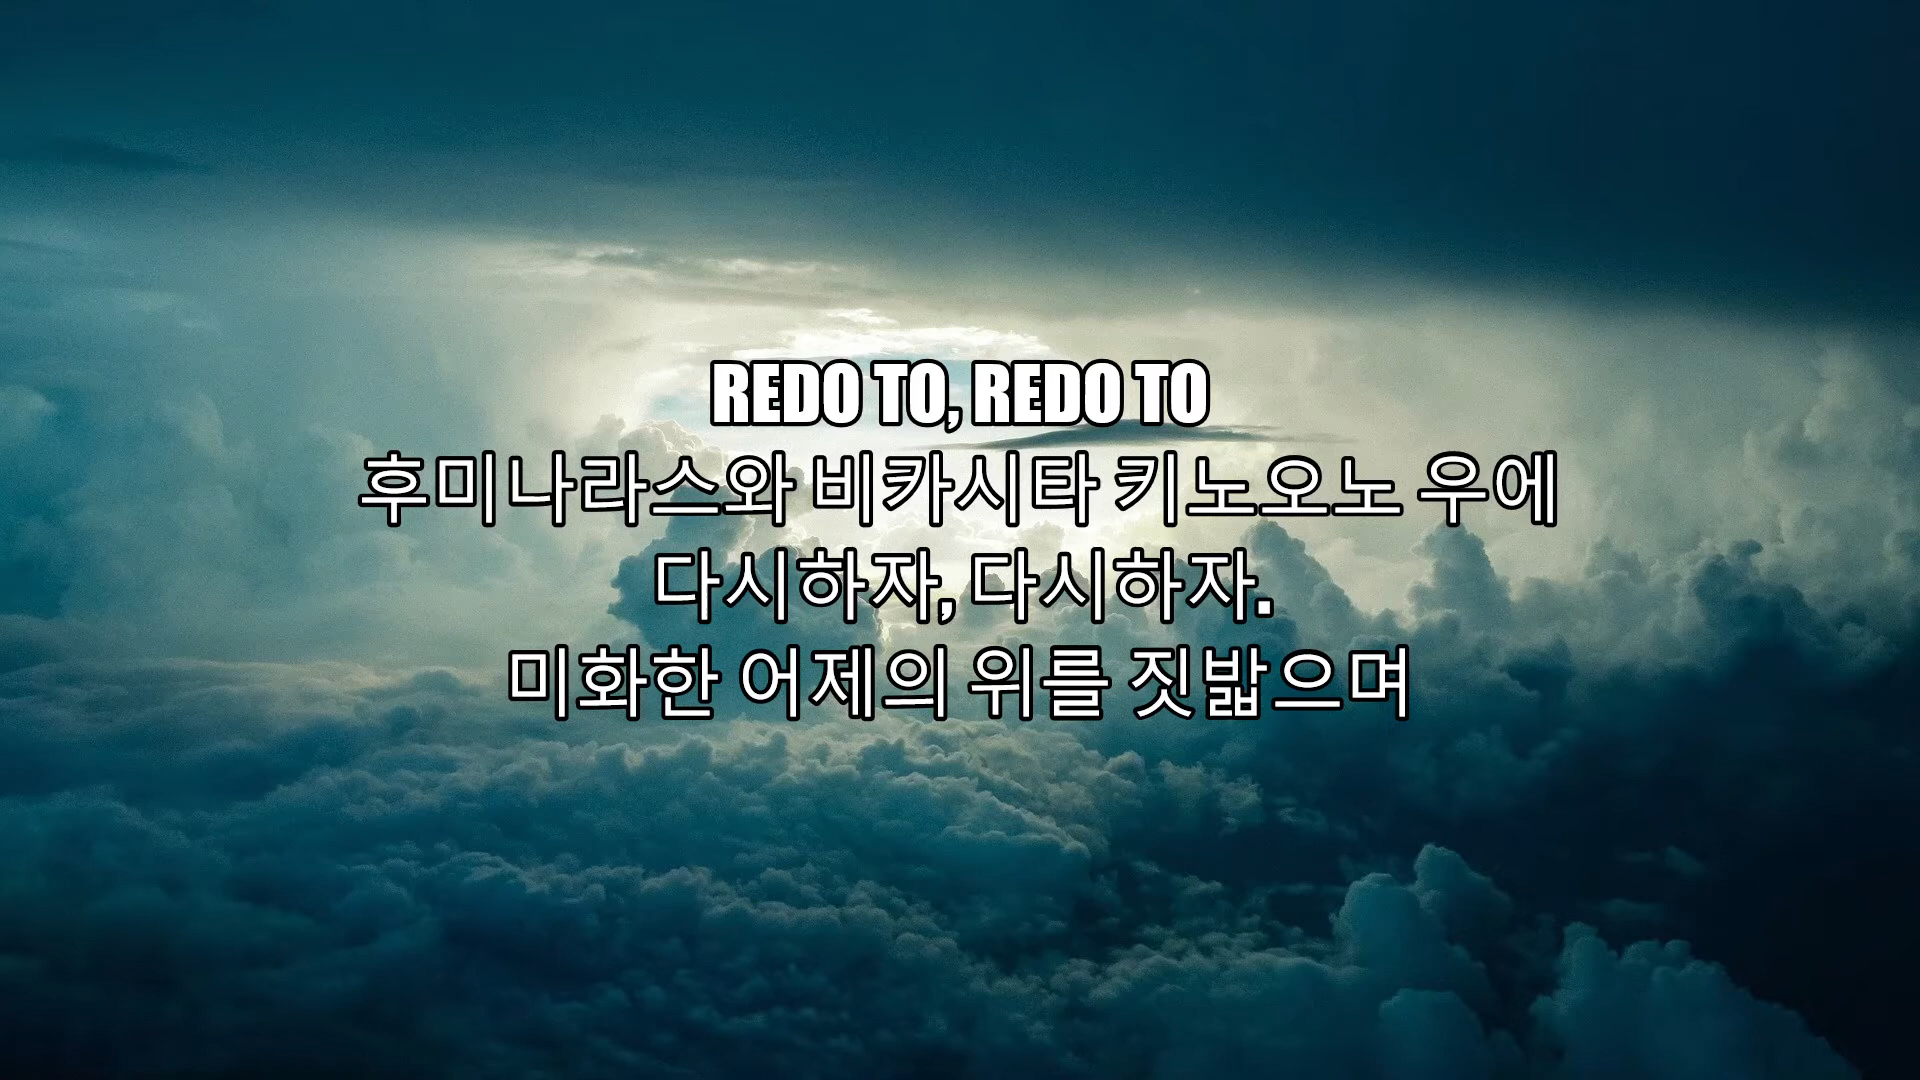 REDO TO, REDO TO
후미나라스와 비카시타 키노오노 우에
다시하자, 다시하자.
미화한 어제의 위를 짓밟으며